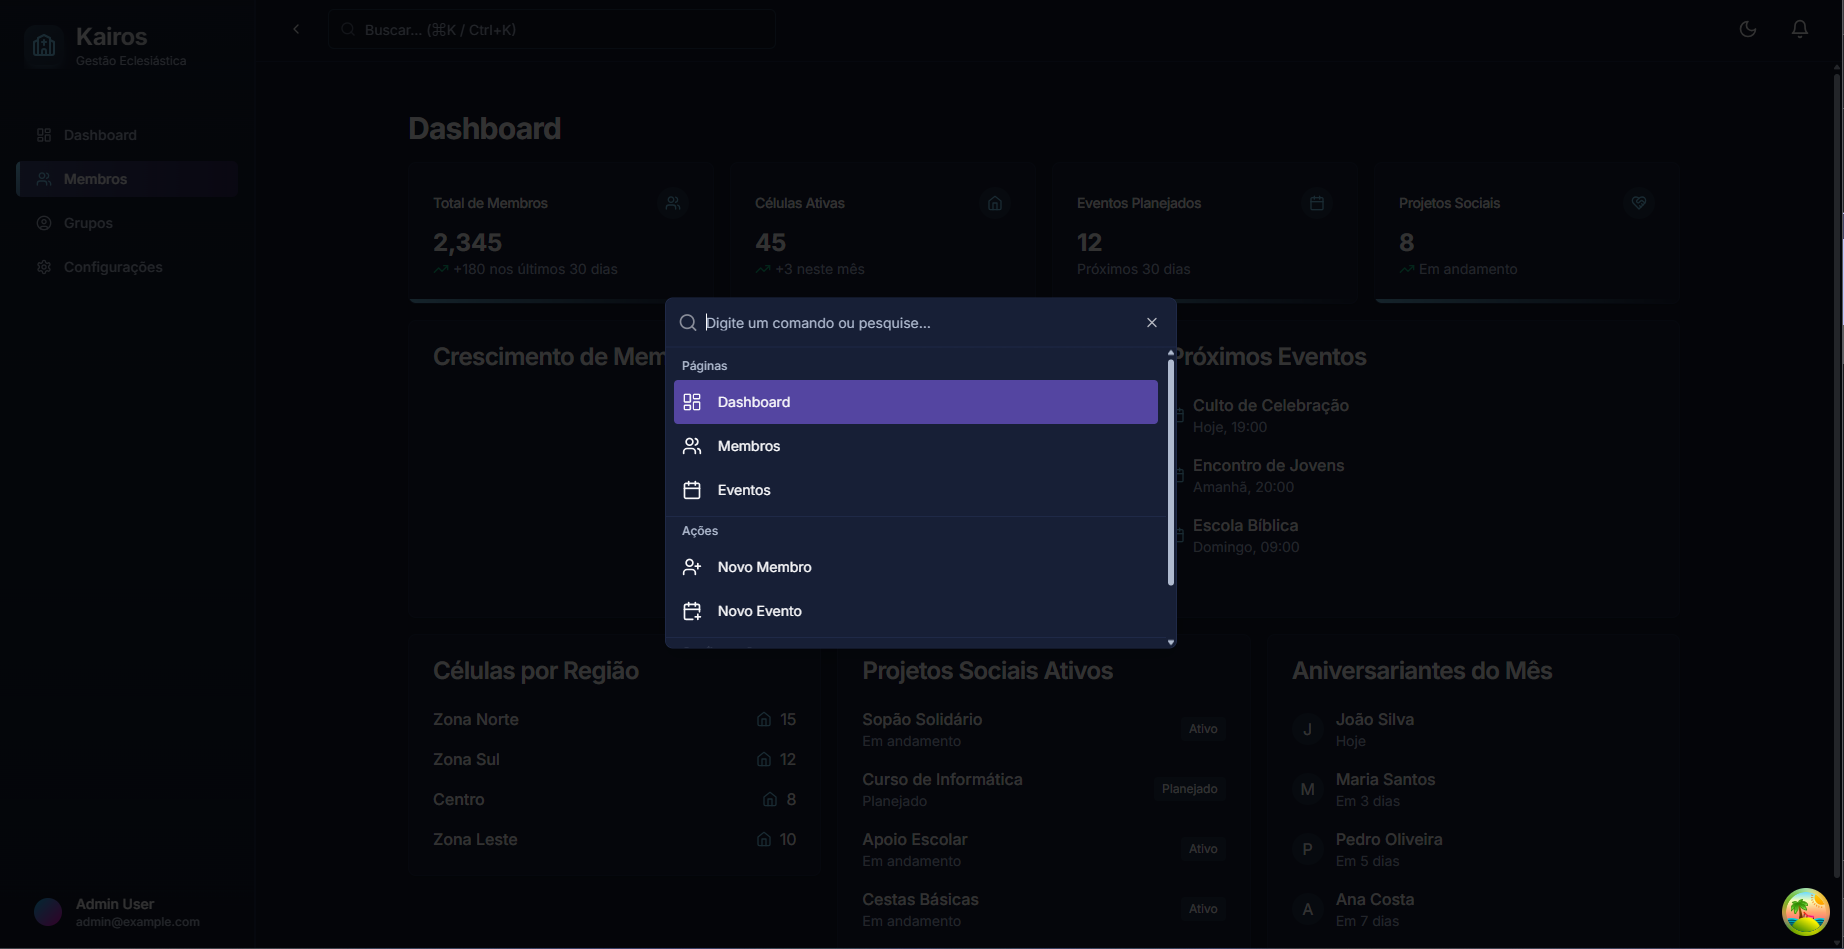 Kairos
Gestão Eclesiástica
Buscar... (⌘K / Ctrl+K)
Dashboard
Membros
Grupos
Configurações
Admin User
admin@example.com
Dashboard
Total de Membros
2,345
+180 nos últimos 30 dias
Células Ativas
45
+3 neste mês
Eventos Planejados
12
Próximos 30 dias
Projetos Sociais
8
Em andamento
Digite um comando ou pesquise...
Páginas
Dashboard
Membros
Eventos
Ações
Novo Membro
Novo Evento
Crescimento de Mem
Próximos Eventos
Culto de Celebração
Hoje, 19:00
Encontro de Jovens
Amanhã, 20:00
Escola Bíblica
Domingo, 09:00
Células por Região
Zona Norte 15
Zona Sul 12
Centro 8
Zona Leste 10
Projetos Sociais Ativos
Sopão Solidário
Em andamento
Ativo
Curso de Informática
Planejado
Planejado
Apoio Escolar
Em andamento
Ativo
Cestas Básicas
Em andamento
Ativo
Aniversariantes do Mês
J
João Silva
Hoje
M
Maria Santos
Em 3 dias
P
Pedro Oliveira
Em 5 dias
A
Ana Costa
Em 7 dias